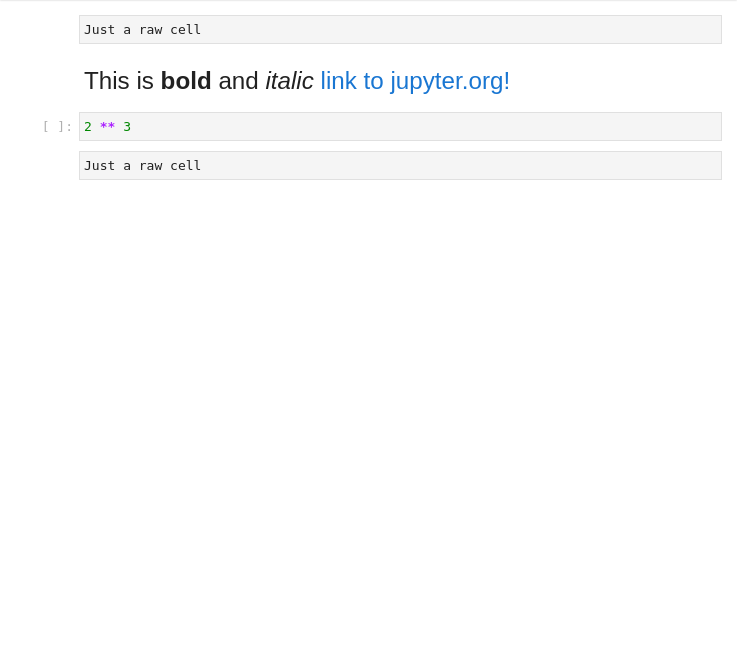 Just a raw cell
This is bold and italic link to jupyter.org!
[ ]: 2 ** 3
Just a raw cell